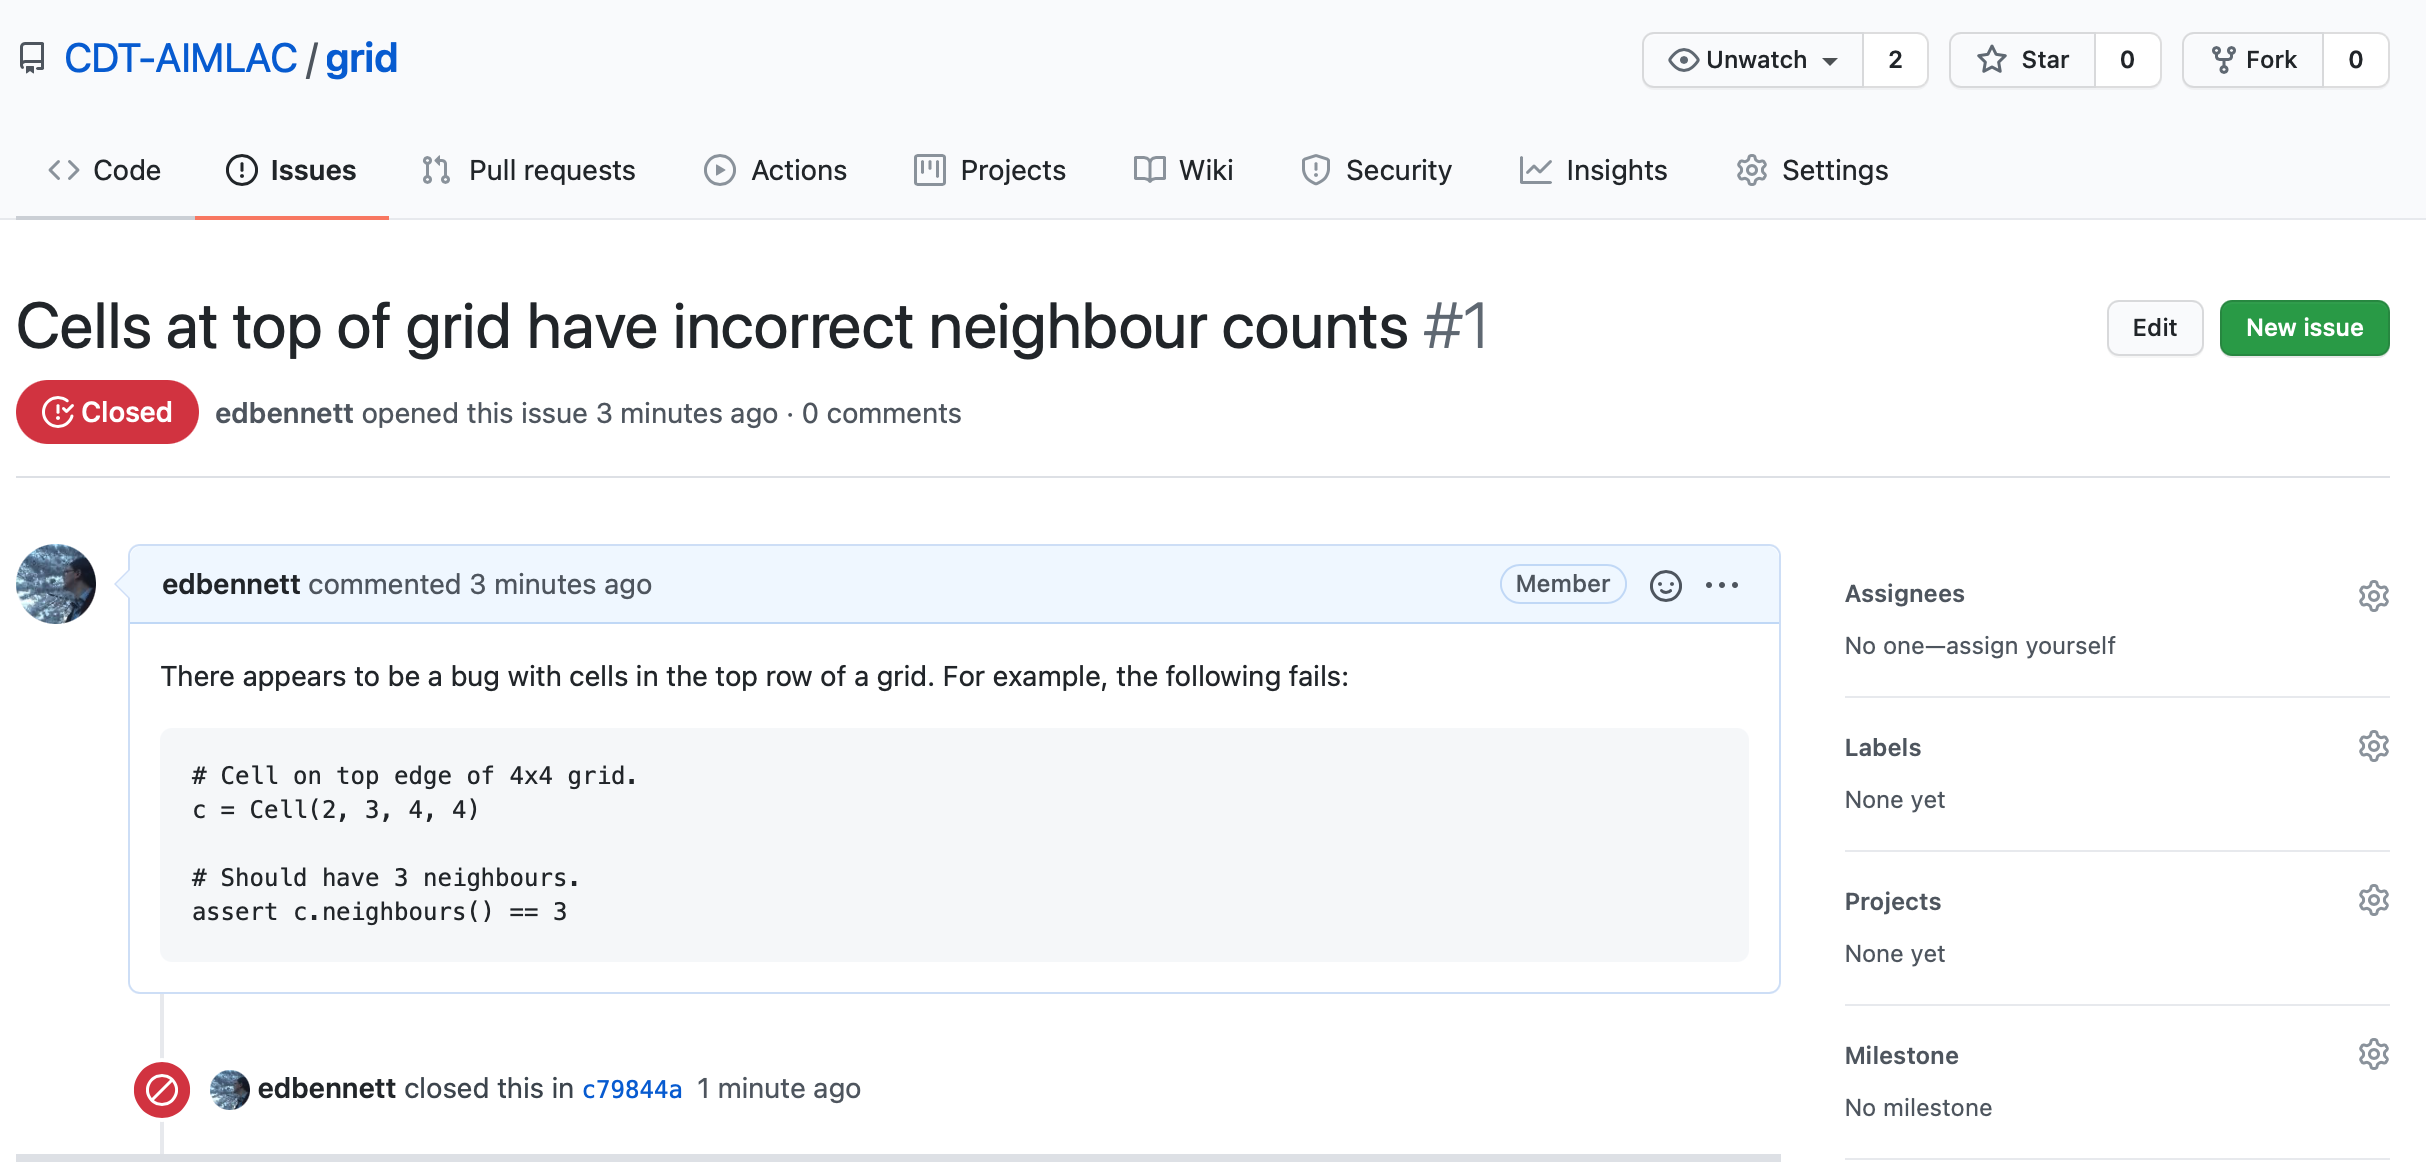 CDT-AIMLAC / grid
Unwatch 2 Star 0 Fork 0
Code Issues Pull requests Actions Projects Wiki Security Insights Settings
Cells at top of grid have incorrect neighbour counts #1
Edit New issue
Closed edbennett opened this issue 3 minutes ago · 0 comments
edbennett commented 3 minutes ago Member
There appears to be a bug with cells in the top row of a grid. For example, the following fails:
# Cell on top edge of 4x4 grid.
c = Cell(2, 3, 4, 4)
# Should have 3 neighbours.
assert c.neighbours() == 3
edbennett closed this in c79844a 1 minute ago
Assignees
No one—assign yourself
Labels
None yet
Projects
None yet
Milestone
No milestone